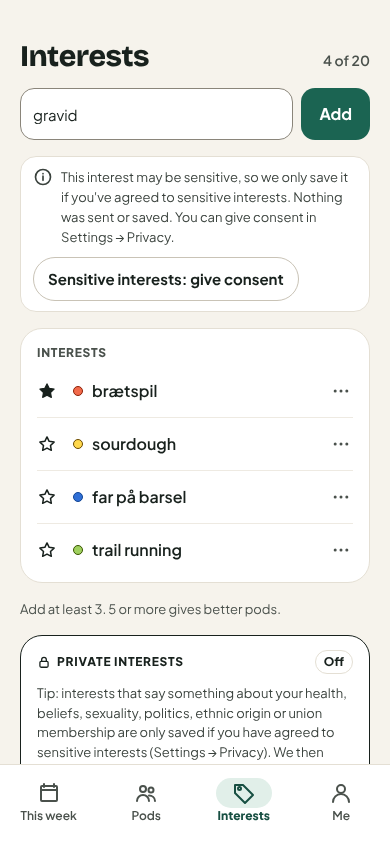 Interests
4 of 20
gravid
Add
This interest may be sensitive, so we only save it
if you've agreed to sensitive interests. Nothing
was sent or saved. You can give consent in
Settings → Privacy.
Sensitive interests: give consent
INTERESTS
brætspil
sourdough
far på barsel
trail running
Add at least 3. 5 or more gives better pods.
PRIVATE INTERESTS
Off
Tip: interests that say something about your health,
beliefs, sexuality, politics, ethnic origin or union
membership are only saved if you have agreed to
sensitive interests (Settings → Privacy). We then
This week
Pods
Interests
Me